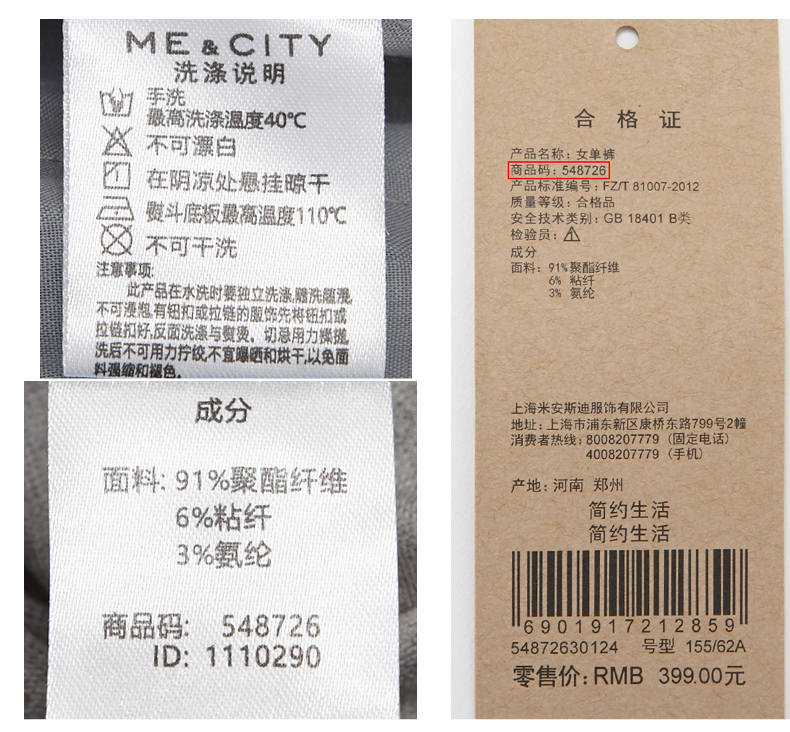 ME&CITY
洗涤说明
手洗
最高洗涤温度40℃
不可漂白
在阴凉处悬挂晾干
熨斗底板最高温度110℃
不可干洗
注意事项:
此产品在水洗时要独立洗涤,随洗随漂,
不可浸泡,有钮扣或拉链的服饰先将钮扣或
拉链扣好,反面洗涤与熨烫。切忌用力揉搓,
洗后不可用力拧绞,不宜曝晒和烘干,以免面
料强缩和褪色。
成分
面料: 91%聚酯纤维
6%粘纤
3%氨纶
商品码: 548726
ID: 1110290
合格证
产品名称: 女单裤
商品码: 548726
产品标准编号: FZ/T 81007-2012
质量等级: 合格品
安全技术类别: GB 18401 B类
检验员:
成分
面料: 91%聚酯纤维
6% 粘纤
3% 氨纶
上海米安斯迪服饰有限公司
地址: 上海市浦东新区康桥东路799号2幢
消费者热线: 8008207779 (固定电话)
4008207779 (手机)
产地: 河南 郑州
简约生活
简约生活
6901917212859
54872630124 号型 155/62A
零售价: RMB 399.00元